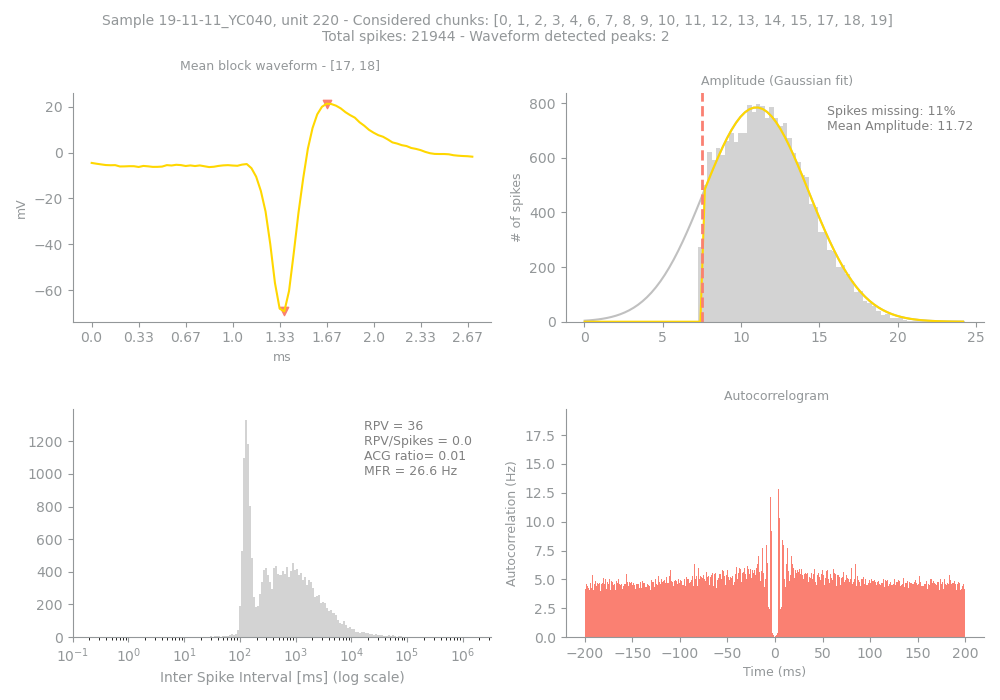 Sample 19-11-11_YC040, unit 220 - Considered chunks: [0, 1, 2, 3, 4, 6, 7, 8, 9, 10, 11, 12, 13, 14, 15, 17, 18, 19]
Total spikes: 21944 - Waveform detected peaks: 2
Mean block waveform - [17, 18]
20
0
−20
−40
−60
mV
0.0 0.33 0.67 1.0 1.33 1.67 2.0 2.33 2.67
ms
Amplitude (Gaussian fit)
Spikes missing: 11%
Mean Amplitude: 11.72
800
600
400
200
0
# of spikes
0 5 10 15 20 25
RPV = 36
RPV/Spikes = 0.0
ACG ratio= 0.01
MFR = 26.6 Hz
1200
1000
800
600
400
200
0
10⁻¹ 10⁰ 10¹ 10² 10³ 10⁴ 10⁵ 10⁶
Inter Spike Interval [ms] (log scale)
Autocorrelogram
17.5
15.0
12.5
10.0
7.5
5.0
2.5
0.0
Autocorrelation (Hz)
−200 −150 −100 −50 0 50 100 150 200
Time (ms)